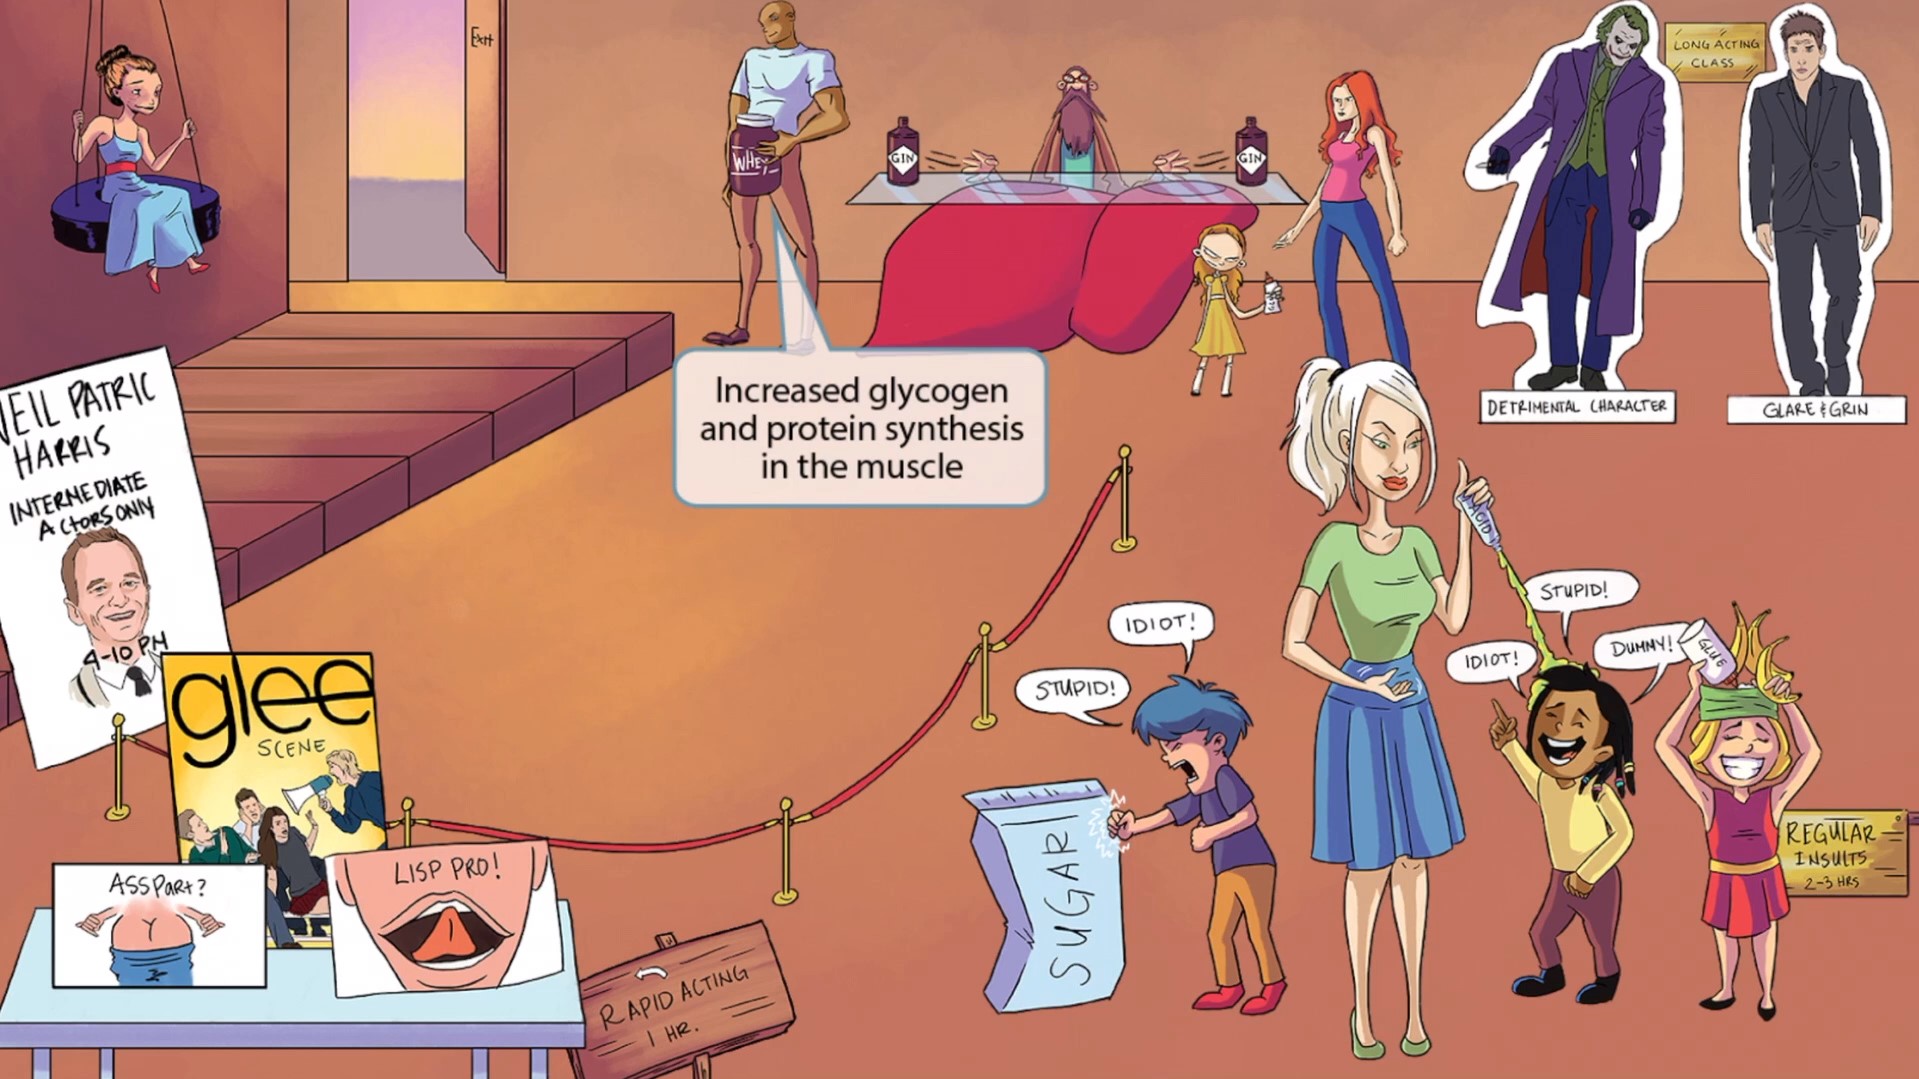 Exit
WHEY
GIN
GIN
LONG ACTING
CLASS
DETRIMENTAL CHARACTER
GLARE & GRIN
NEIL PATRIC
HARRIS
INTERNEDIATE
ACTORS ONLY
4-10 PM
Increased glycogen
and protein synthesis
in the muscle
glee
SCENE
ASSPart?
LISP PRO!
RAPID ACTING
1 HR.
IDIOT!
STUPID!
SUGAR
STUPID!
IDIOT!
DUMMY!
GLUE
REGULAR
INSULTS
2-3 HRS